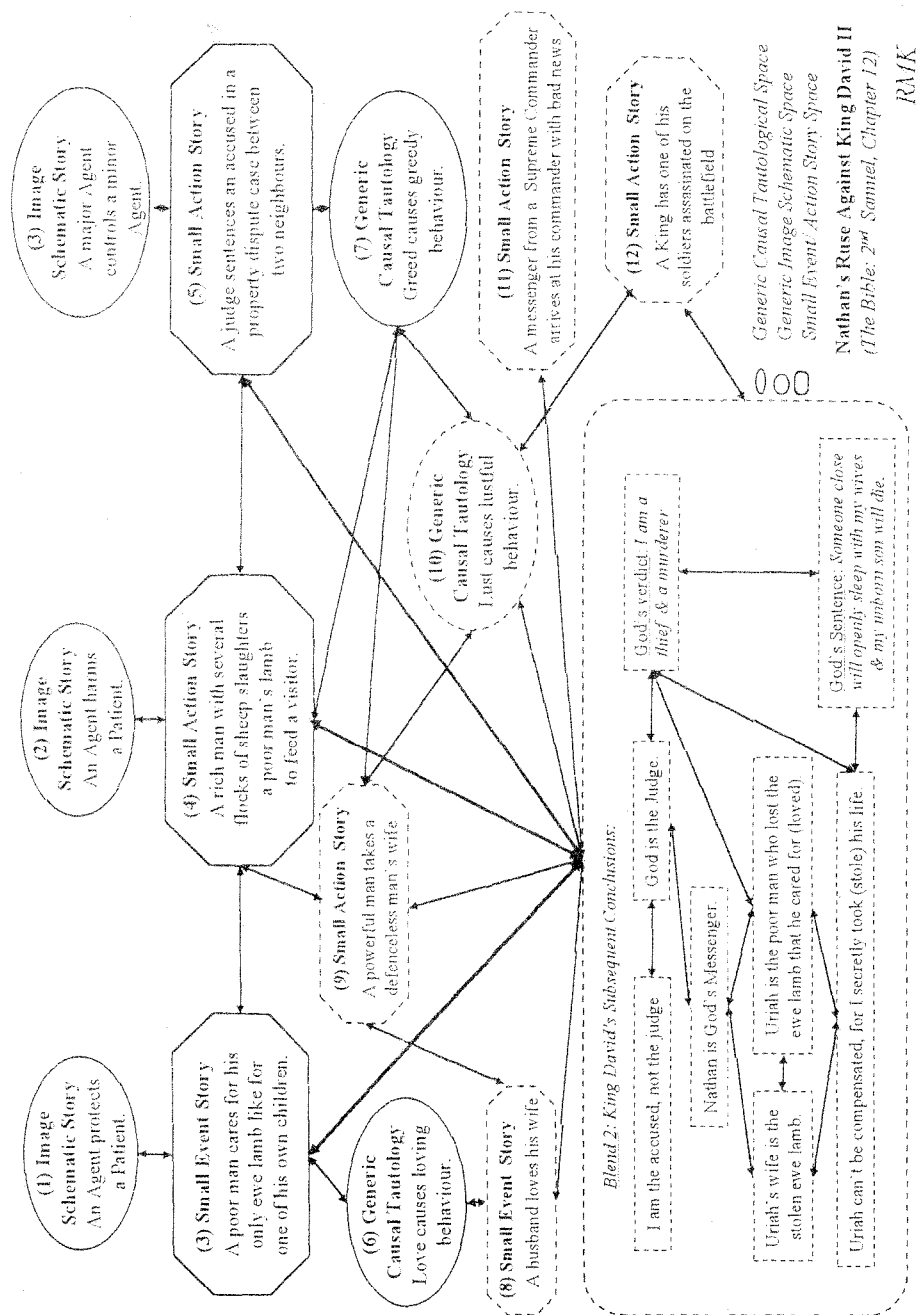 (1) Image
Schematic Story
An Agent protects
a Patient.
(2) Image
Schematic Story
An Agent harms
a Patient.
(3) Image
Schematic Story
A major Agent
controls a minor
Agent
(3) Small Event Story
A poor man cares for his
only ewe lamb like for
one of his own children.
(4) Small Action Story
A rich man with several
flocks of sheep slaughters
a poor man's lamb
to feed a visitor.
(5) Small Action Story
A judge sentences an accused in a
property dispute case between
two neighbours.
(6) Generic
Causal Tautology
Love causes loving
behaviour.
(7) Generic
Causal Tautology
Greed causes greedy
behaviour.
(8) Small Event Story
A husband loves his wife
(9) Small Action Story
A powerful man takes a
defenceless man's wife
(10) Generic
Causal Tautology
Lust causes lustful
behaviour.
(11) Small Action Story
A messenger from a Supreme Commander
arrives at his commander with bad news
(12) Small Action Story
A King has one of his
soldiers assassinated on the
battlefield
Blend 2: King David's Subsequent Conclusions:
I am the accused, not the judge
God is the Judge.
God's verdict: I am a
thief & a murderer
Nathan is God's Messenger.
Uriah's wife is the
stolen ewe lamb.
Uriah is the poor man who lost the
ewe lamb that he cared for (loved)
Uriah can't be compensated, for I secretly took (stole) his life.
God's Sentence: Someone close
will openly sleep with my wives
& my unborn son will die.
Generic Causal Tautological Space
Generic Image Schematic Space
Small Event/Action Story Space
Nathan's Ruse Against King David II
(The Bible: 2nd Samuel, Chapter 12)
RMK